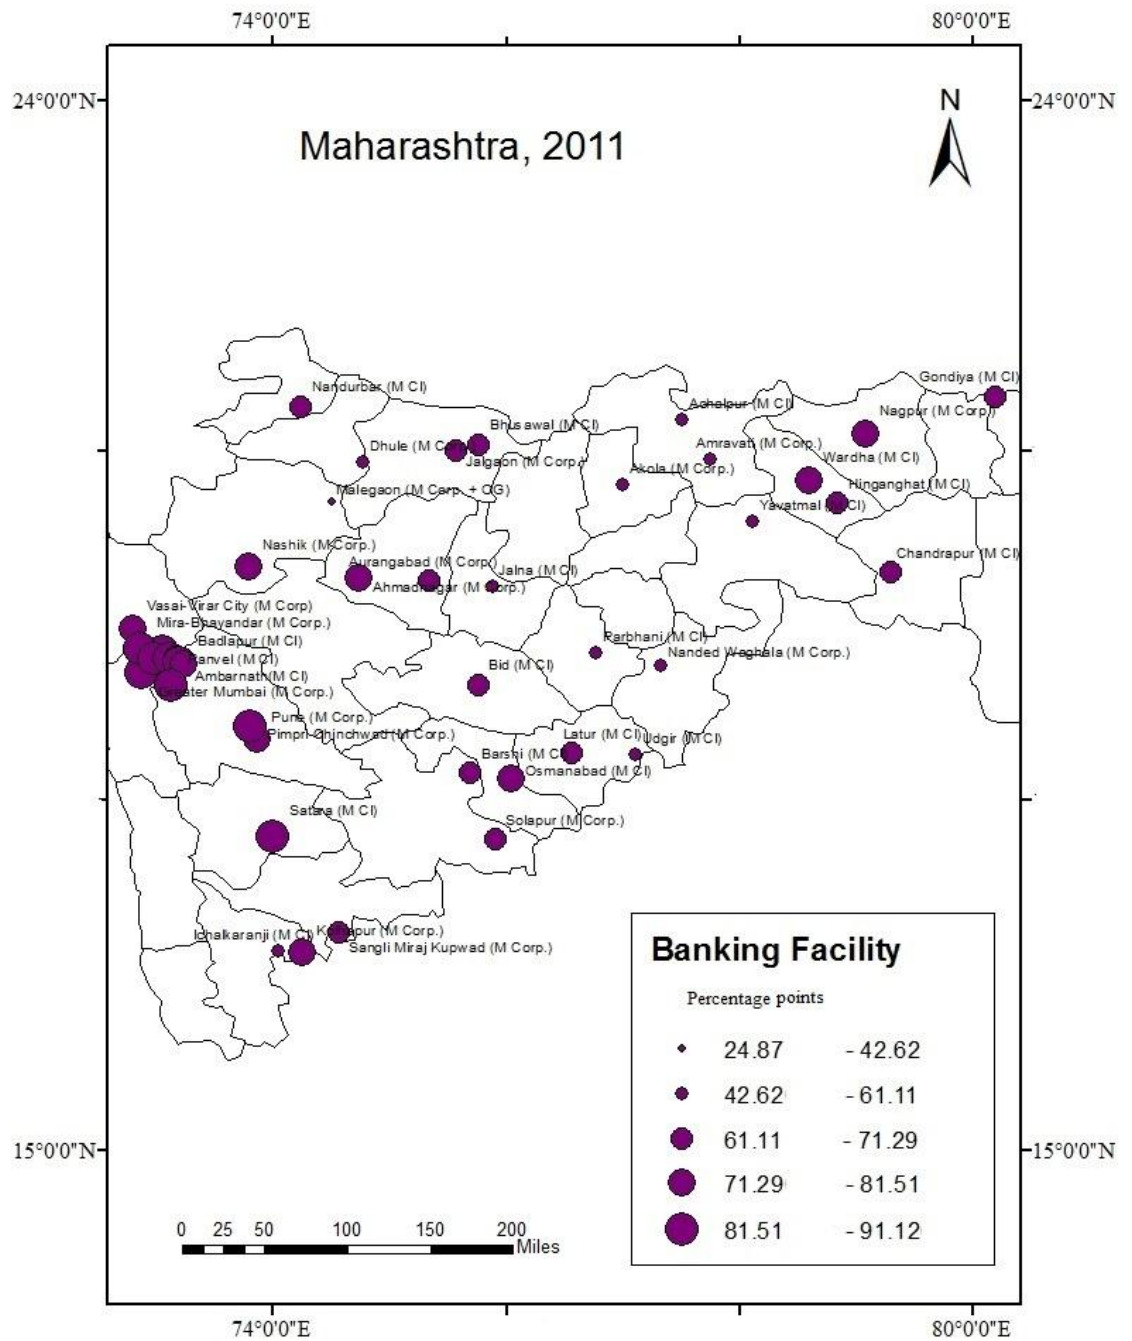 74°0'0"E 80°0'0"E
24°0'0"N 24°0'0"N
N
Maharashtra, 2011
Gondiya (M Cl)
Nandurbar (M Cl)
Achalpur (M Cl)
Nagpur (M Corp)
Bhusawal (M Cl)
Dhule (M Corp.)
Amravati (M Corp.)
Wardha (M Cl)
Jalgaon (M Corp.)
Akola (M Corp.)
Hinganghat (M Cl)
Malegaon (M Corp. + OG)
Yavatmal (M Cl)
Nashik (M Corp.)
Chandrapur (M Cl)
Aurangabad (M Corp.)
Jalna (M Cl)
Ahmadnagar (M Corp.)
Vasai-Virar City (M Corp)
Mira-Bhayandar (M Corp.)
Badlapur (M Cl)
Parbhani (M Cl)
Panvel (M Cl)
Nanded Waghala (M Corp.)
Bid (M Cl)
Ambarnath (M Cl)
Greater Mumbai (M Corp.)
Pune (M Corp.)
Pimpri Chinchwad (M Corp.)
Latur (M Cl)
Udgir (M Cl)
Barshi (M Cl)
Osmanabad (M Cl)
Satara (M Cl)
Solapur (M Corp.)
Ichalkaranji (M Cl)
Kolhapur (M Corp.)
Sangli Miraj Kupwad (M Corp.)
Banking Facility
Percentage points
24.87 - 42.62
42.62 - 61.11
61.11 - 71.29
71.29 - 81.51
81.51 - 91.12
15°0'0"N 15°0'0"N
0 25 50 100 150 200
Miles
74°0'0"E 80°0'0"E